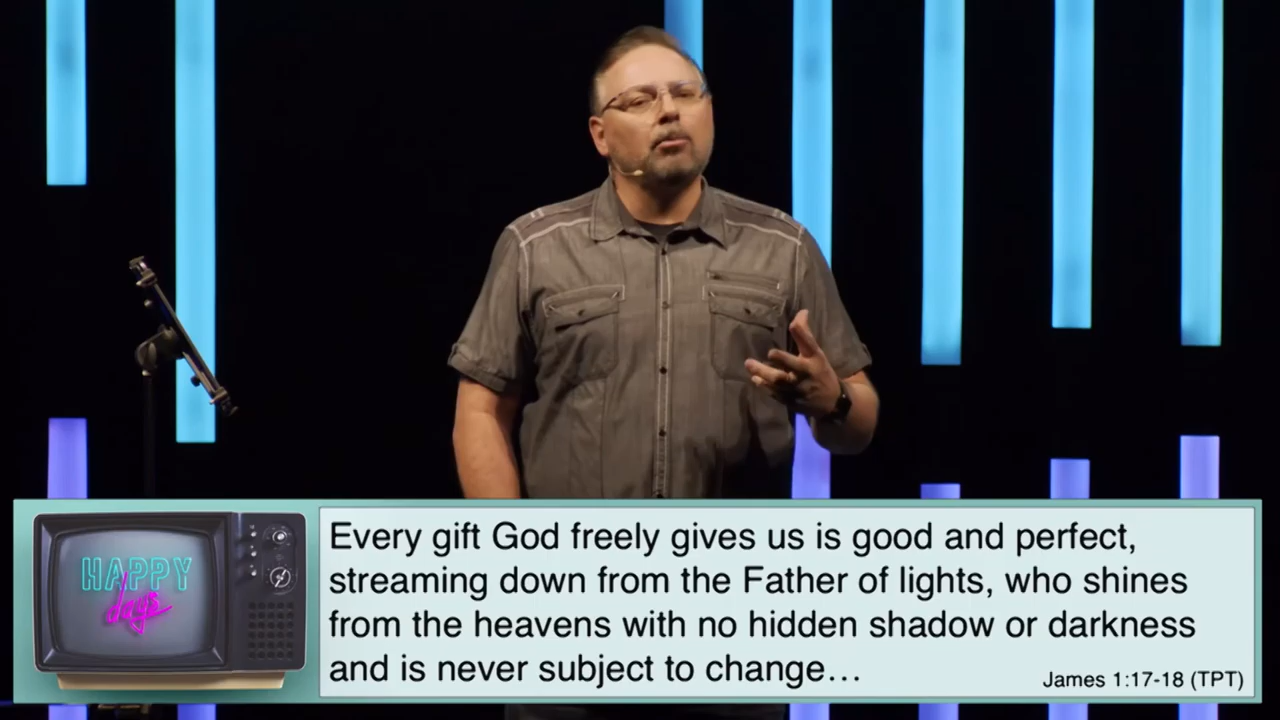 HAPPY
days
Every gift God freely gives us is good and perfect,
streaming down from the Father of lights, who shines
from the heavens with no hidden shadow or darkness
and is never subject to change…
James 1:17-18 (TPT)